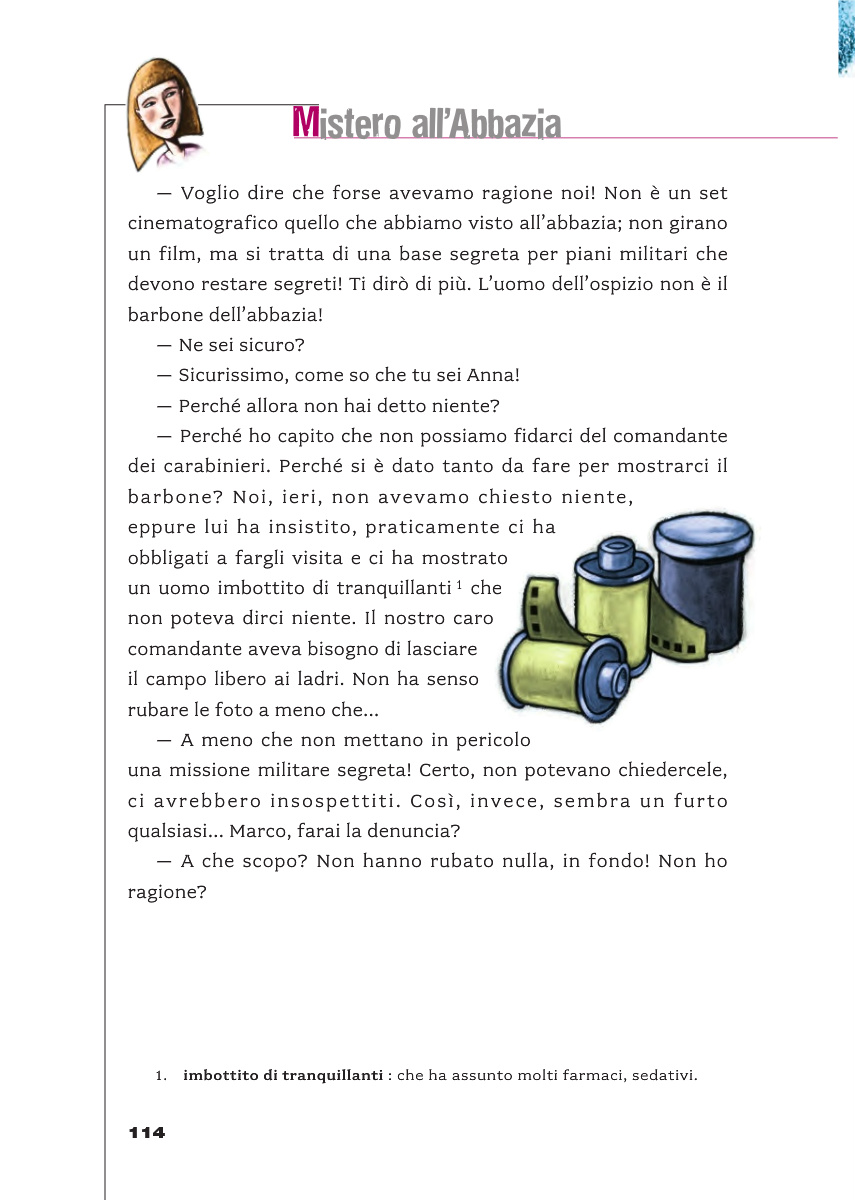 Mistero all'Abbazia
— Voglio dire che forse avevamo ragione noi! Non è un set
cinematografico quello che abbiamo visto all'abbazia; non girano
un film, ma si tratta di una base segreta per piani militari che
devono restare segreti! Ti dirò di più. L'uomo dell'ospizio non è il
barbone dell'abbazia!
— Ne sei sicuro?
— Sicurissimo, come so che tu sei Anna!
— Perché allora non hai detto niente?
— Perché ho capito che non possiamo fidarci del comandante
dei carabinieri. Perché si è dato tanto da fare per mostrarci il
barbone? Noi, ieri, non avevamo chiesto niente,
eppure lui ha insistito, praticamente ci ha
obbligati a fargli visita e ci ha mostrato
un uomo imbottito di tranquillanti 1 che
non poteva dirci niente. Il nostro caro
comandante aveva bisogno di lasciare
il campo libero ai ladri. Non ha senso
rubare le foto a meno che...
— A meno che non mettano in pericolo
una missione militare segreta! Certo, non potevano chiedercele,
ci avrebbero insospettiti. Così, invece, sembra un furto
qualsiasi... Marco, farai la denuncia?
— A che scopo? Non hanno rubato nulla, in fondo! Non ho
ragione?
1. imbottito di tranquillanti : che ha assunto molti farmaci, sedativi.
114